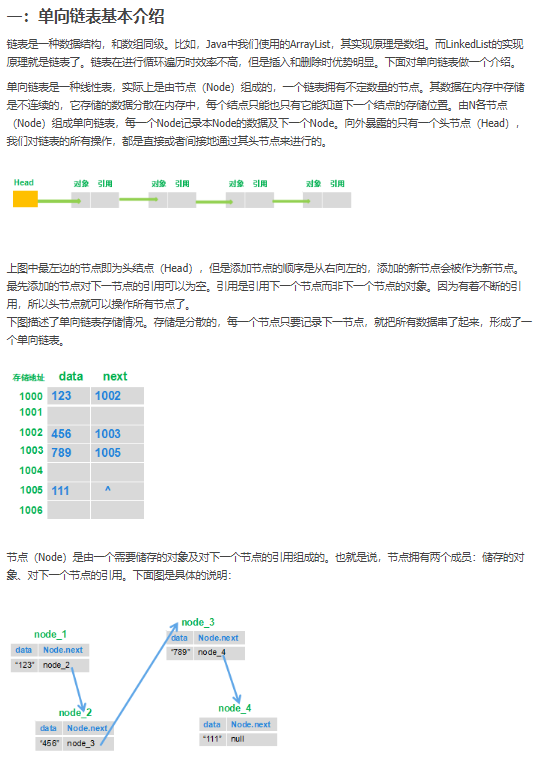 一：单向链表基本介绍
链表是一种数据结构，和数组同级。比如，Java中我们使用的ArrayList，其实现原理是数组。而LinkedList的实现
原理就是链表了。链表在进行循环遍历时效率不高，但是插入和删除时优势明显。下面对单向链表做一个介绍。
单向链表是一种线性表，实际上是由节点（Node）组成的，一个链表拥有不定数量的节点。其数据在内存中存储
是不连续的，它存储的数据分散在内存中，每个结点只能也只有它能知道下一个结点的存储位置。由N各节点
（Node）组成单向链表，每一个Node记录本Node的数据及下一个Node。向外暴露的只有一个头节点（Head），
我们对链表的所有操作，都是直接或者间接地通过其头节点来进行的。
Head 对象 引用 对象 引用 对象 引用 对象 引用
上图中最左边的节点即为头结点（Head），但是添加节点的顺序是从右向左的，添加的新节点会被作为新节点。
最先添加的节点对下一节点的引用可以为空。引用是引用下一个节点而非下一个节点的对象。因为有着不断的引
用，所以头节点就可以操作所有节点了。
下图描述了单向链表存储情况。存储是分散的，每一个节点只要记录下一节点，就把所有数据串了起来，形成了一
个单向链表。
存储地址 data next
1000 123 1002
1001
1002 456 1003
1003 789 1005
1004
1005 111 ^
1006
节点（Node）是由一个需要储存的对象及对下一个节点的引用组成的。也就是说，节点拥有两个成员：储存的对
象、对下一个节点的引用。下面图是具体的说明：
node_1
data Node.next
“123” node_2
node_2
data Node.next
“456” node_3
node_3
data Node.next
“789” node_4
node_4
data Node.next
“111” null